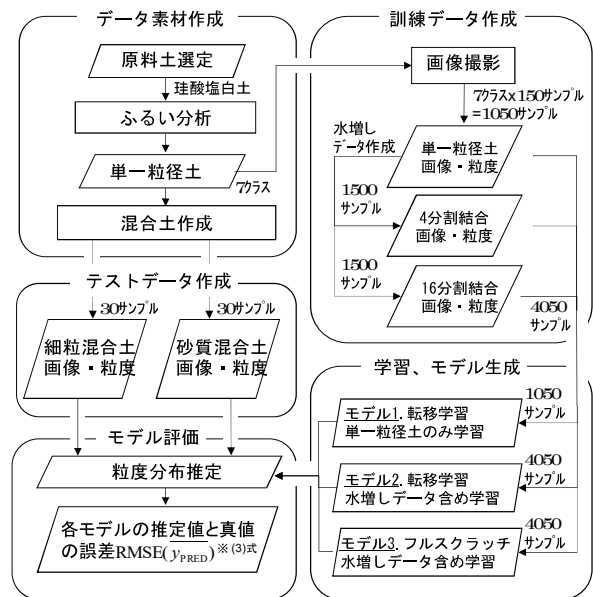 データ素材作成
原料土選定
珪酸塩白土
ふるい分析
単一粒径土
7クラス
混合土作成
テストデータ作成
30サンプル
30サンプル
細粒混合土
画像・粒度
砂質混合土
画像・粒度
モデル評価
粒度分布推定
各モデルの推定値と真値
の誤差RMSE(y_PRED)※(3)式
訓練データ作成
画像撮影
7クラスx150サンプル
=1050サンプル
水増し
データ作成
単一粒径土
画像・粒度
1500
サンプル
4分割結合
画像・粒度
1500
サンプル
16分割結合
画像・粒度
4050
サンプル
学習、モデル生成
1050
サンプル
モデル1. 転移学習
単一粒径土のみ学習
4050
サンプル
モデル2. 転移学習
水増しデータ含め学習
4050
サンプル
モデル3. フルスクラッチ
水増しデータ含め学習